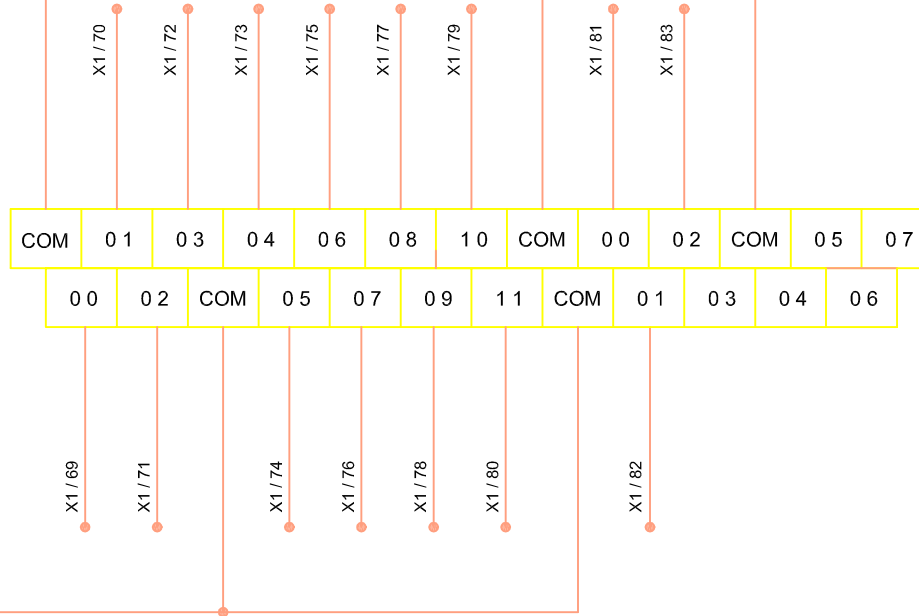 X1 / 70
X1 / 72
X1 / 73
X1 / 75
X1 / 77
X1 / 79
X1 / 81
X1 / 83
COM 0 1 0 3 0 4 0 6 0 8 1 0 COM 0 0 0 2 COM 0 5 0 7
0 0 0 2 COM 0 5 0 7 0 9 1 1 COM 0 1 0 3 0 4 0 6
X1 / 69
X1 / 71
X1 / 74
X1 / 76
X1 / 78
X1 / 80
X1 / 82